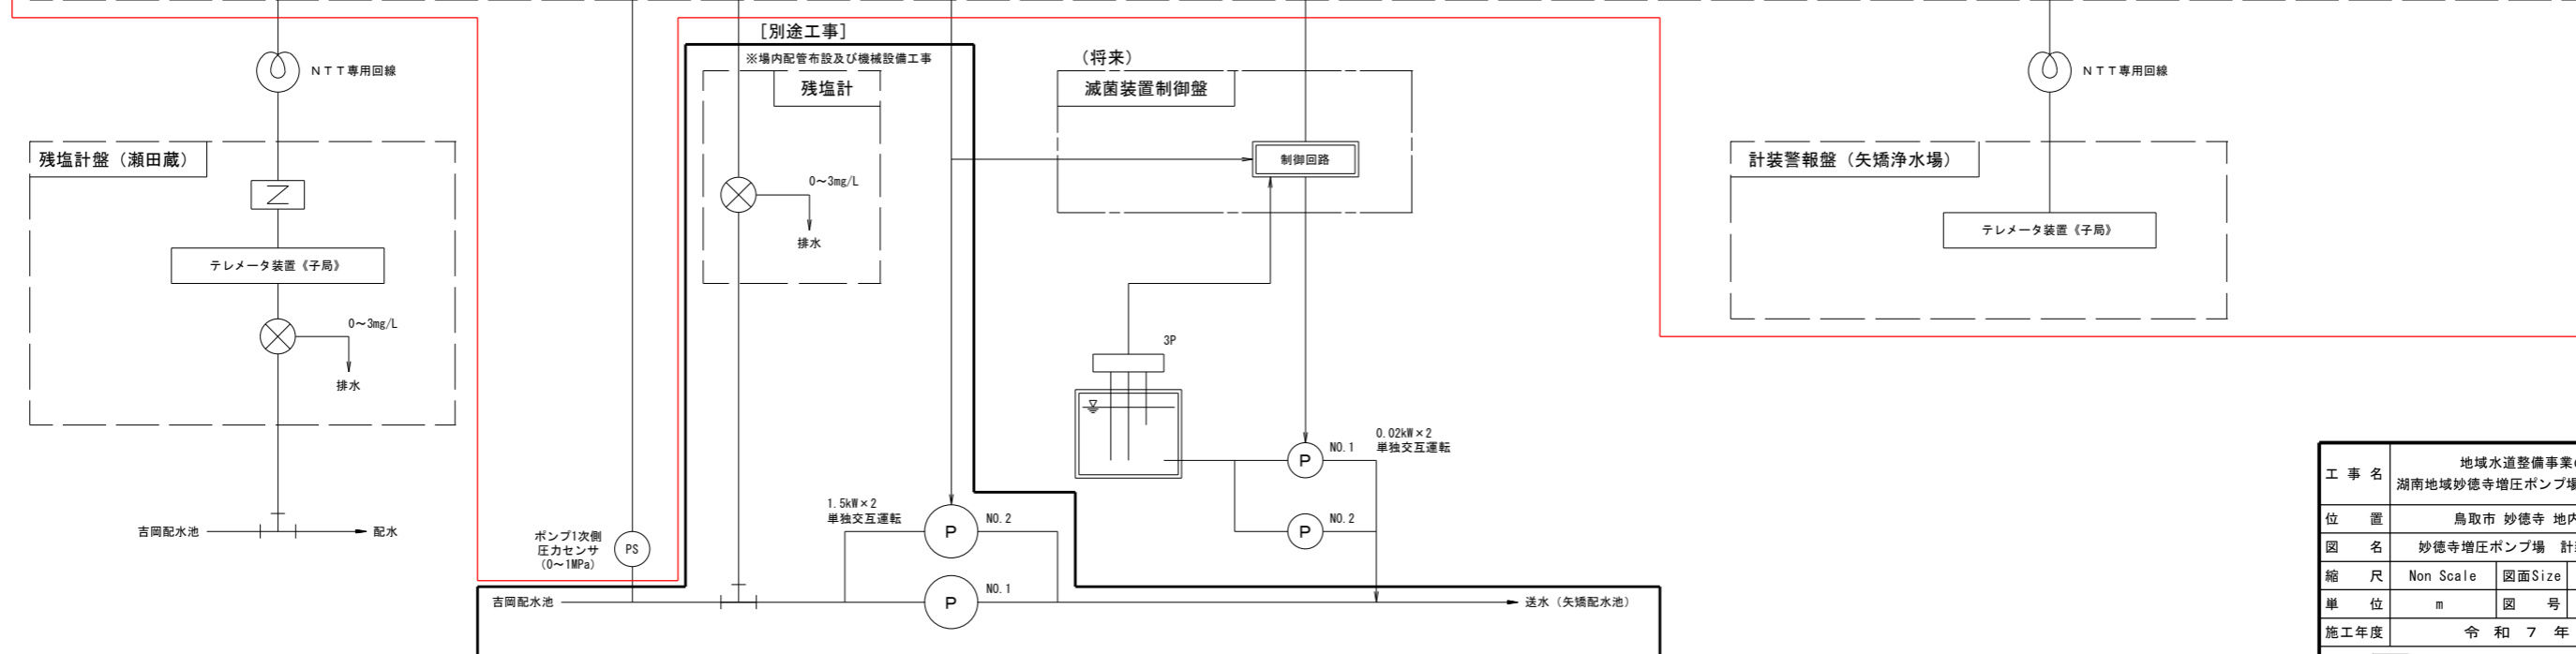 [別途工事]
※場内配管布設及び機械設備工事
(将来)
NTT専用回線
残塩計
滅菌装置制御盤
NTT専用回線
残塩計盤(瀬田蔵)
制御回路
計装警報盤(矢矯浄水場)
0~3mg/L
排水
テレメータ装置《子局》
テレメータ装置《子局》
0~3mg/L
排水
3P
0.02kW×2
単独交互運転
P
NO.1
P
NO.2
1.5kW×2
単独交互運転
P
NO.2
吉岡配水池
配水
ポンプ1次側
圧力センサ
(0~1MPa)
PS
吉岡配水池
P
NO.1
送水(矢矯配水池)
工事名
地域水道整備事業
湖南地域妙徳寺増圧ポンプ場
位置
鳥取市 妙徳寺 地内
図名
妙徳寺増圧ポンプ場 計
縮尺
Non Scale
図面Size
単位
m
図号
施工年度
令和7年